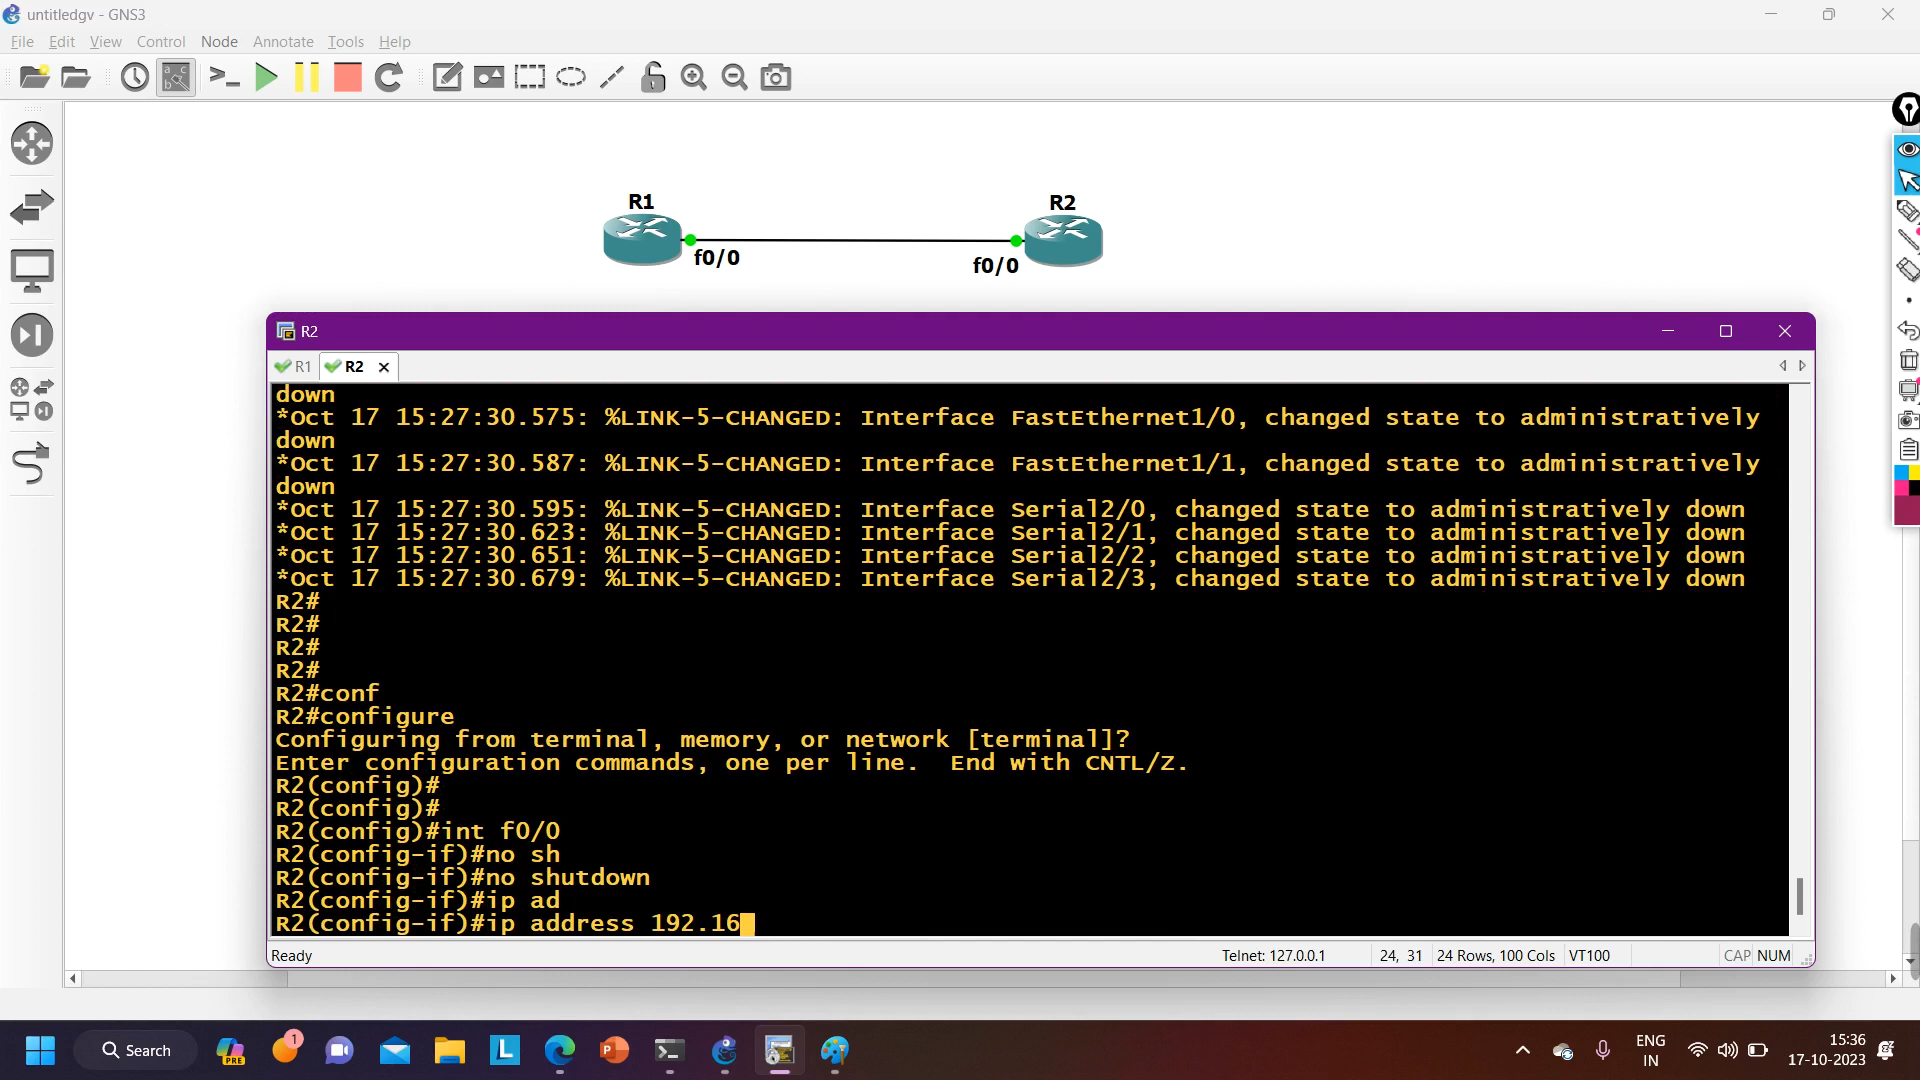 untitledgv - GNS3
File Edit View Control Node Annotate Tools Help
R1
R2
f0/0
f0/0
R2
R1 R2
down
*Oct 17 15:27:30.575: %LINK-5-CHANGED: Interface FastEthernet1/0, changed state to administratively
down
*Oct 17 15:27:30.587: %LINK-5-CHANGED: Interface FastEthernet1/1, changed state to administratively
down
*Oct 17 15:27:30.595: %LINK-5-CHANGED: Interface Serial2/0, changed state to administratively down
*Oct 17 15:27:30.623: %LINK-5-CHANGED: Interface Serial2/1, changed state to administratively down
*Oct 17 15:27:30.651: %LINK-5-CHANGED: Interface Serial2/2, changed state to administratively down
*Oct 17 15:27:30.679: %LINK-5-CHANGED: Interface Serial2/3, changed state to administratively down
R2#
R2#
R2#
R2#
R2#conf
R2#configure
Configuring from terminal, memory, or network [terminal]?
Enter configuration commands, one per line.  End with CNTL/Z.
R2(config)#
R2(config)#
R2(config)#int f0/0
R2(config-if)#no sh
R2(config-if)#no shutdown
R2(config-if)#ip ad
R2(config-if)#ip address 192.16
Ready Telnet: 127.0.0.1 24, 31 24 Rows, 100 Cols VT100 CAP NUM
Search PRE 1 L P ENG IN 15:36
17-10-2023